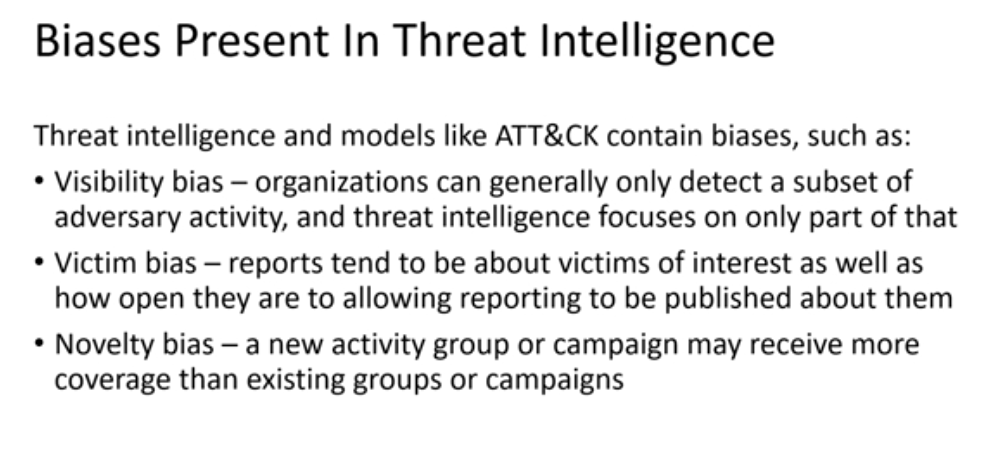 Biases Present In Threat Intelligence
Threat intelligence and models like ATT&CK contain biases, such as:
• Visibility bias – organizations can generally only detect a subset of
adversary activity, and threat intelligence focuses on only part of that
• Victim bias – reports tend to be about victims of interest as well as
how open they are to allowing reporting to be published about them
• Novelty bias – a new activity group or campaign may receive more
coverage than existing groups or campaigns